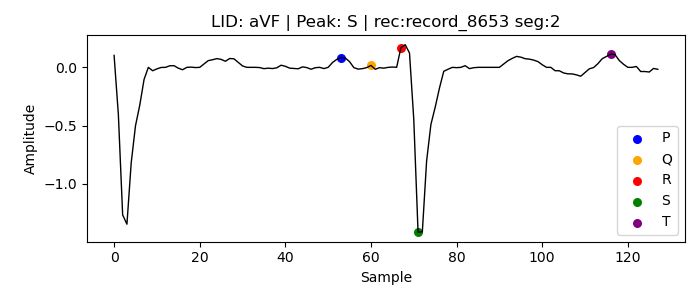 LID: aVF | Peak: S | rec:record_8653 seg:2
Amplitude
0.0
−0.5
−1.0
P
Q
R
S
T
0 20 40 60 80 100 120
Sample